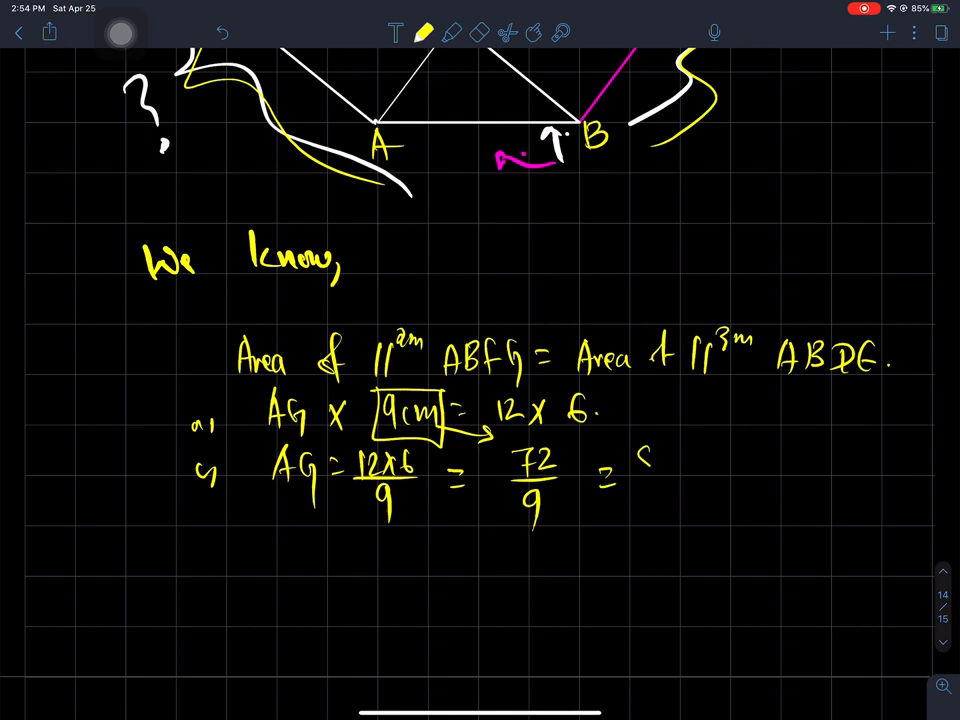 2:54 PM Sat Apr 25
85%
?
A
B
We know,
Area of ||gm ABFG = Area of ||gm ABDE.
AG × 9cm = 12 × 6.
AG = 12×6/9 = 72/9 =
14
/
15